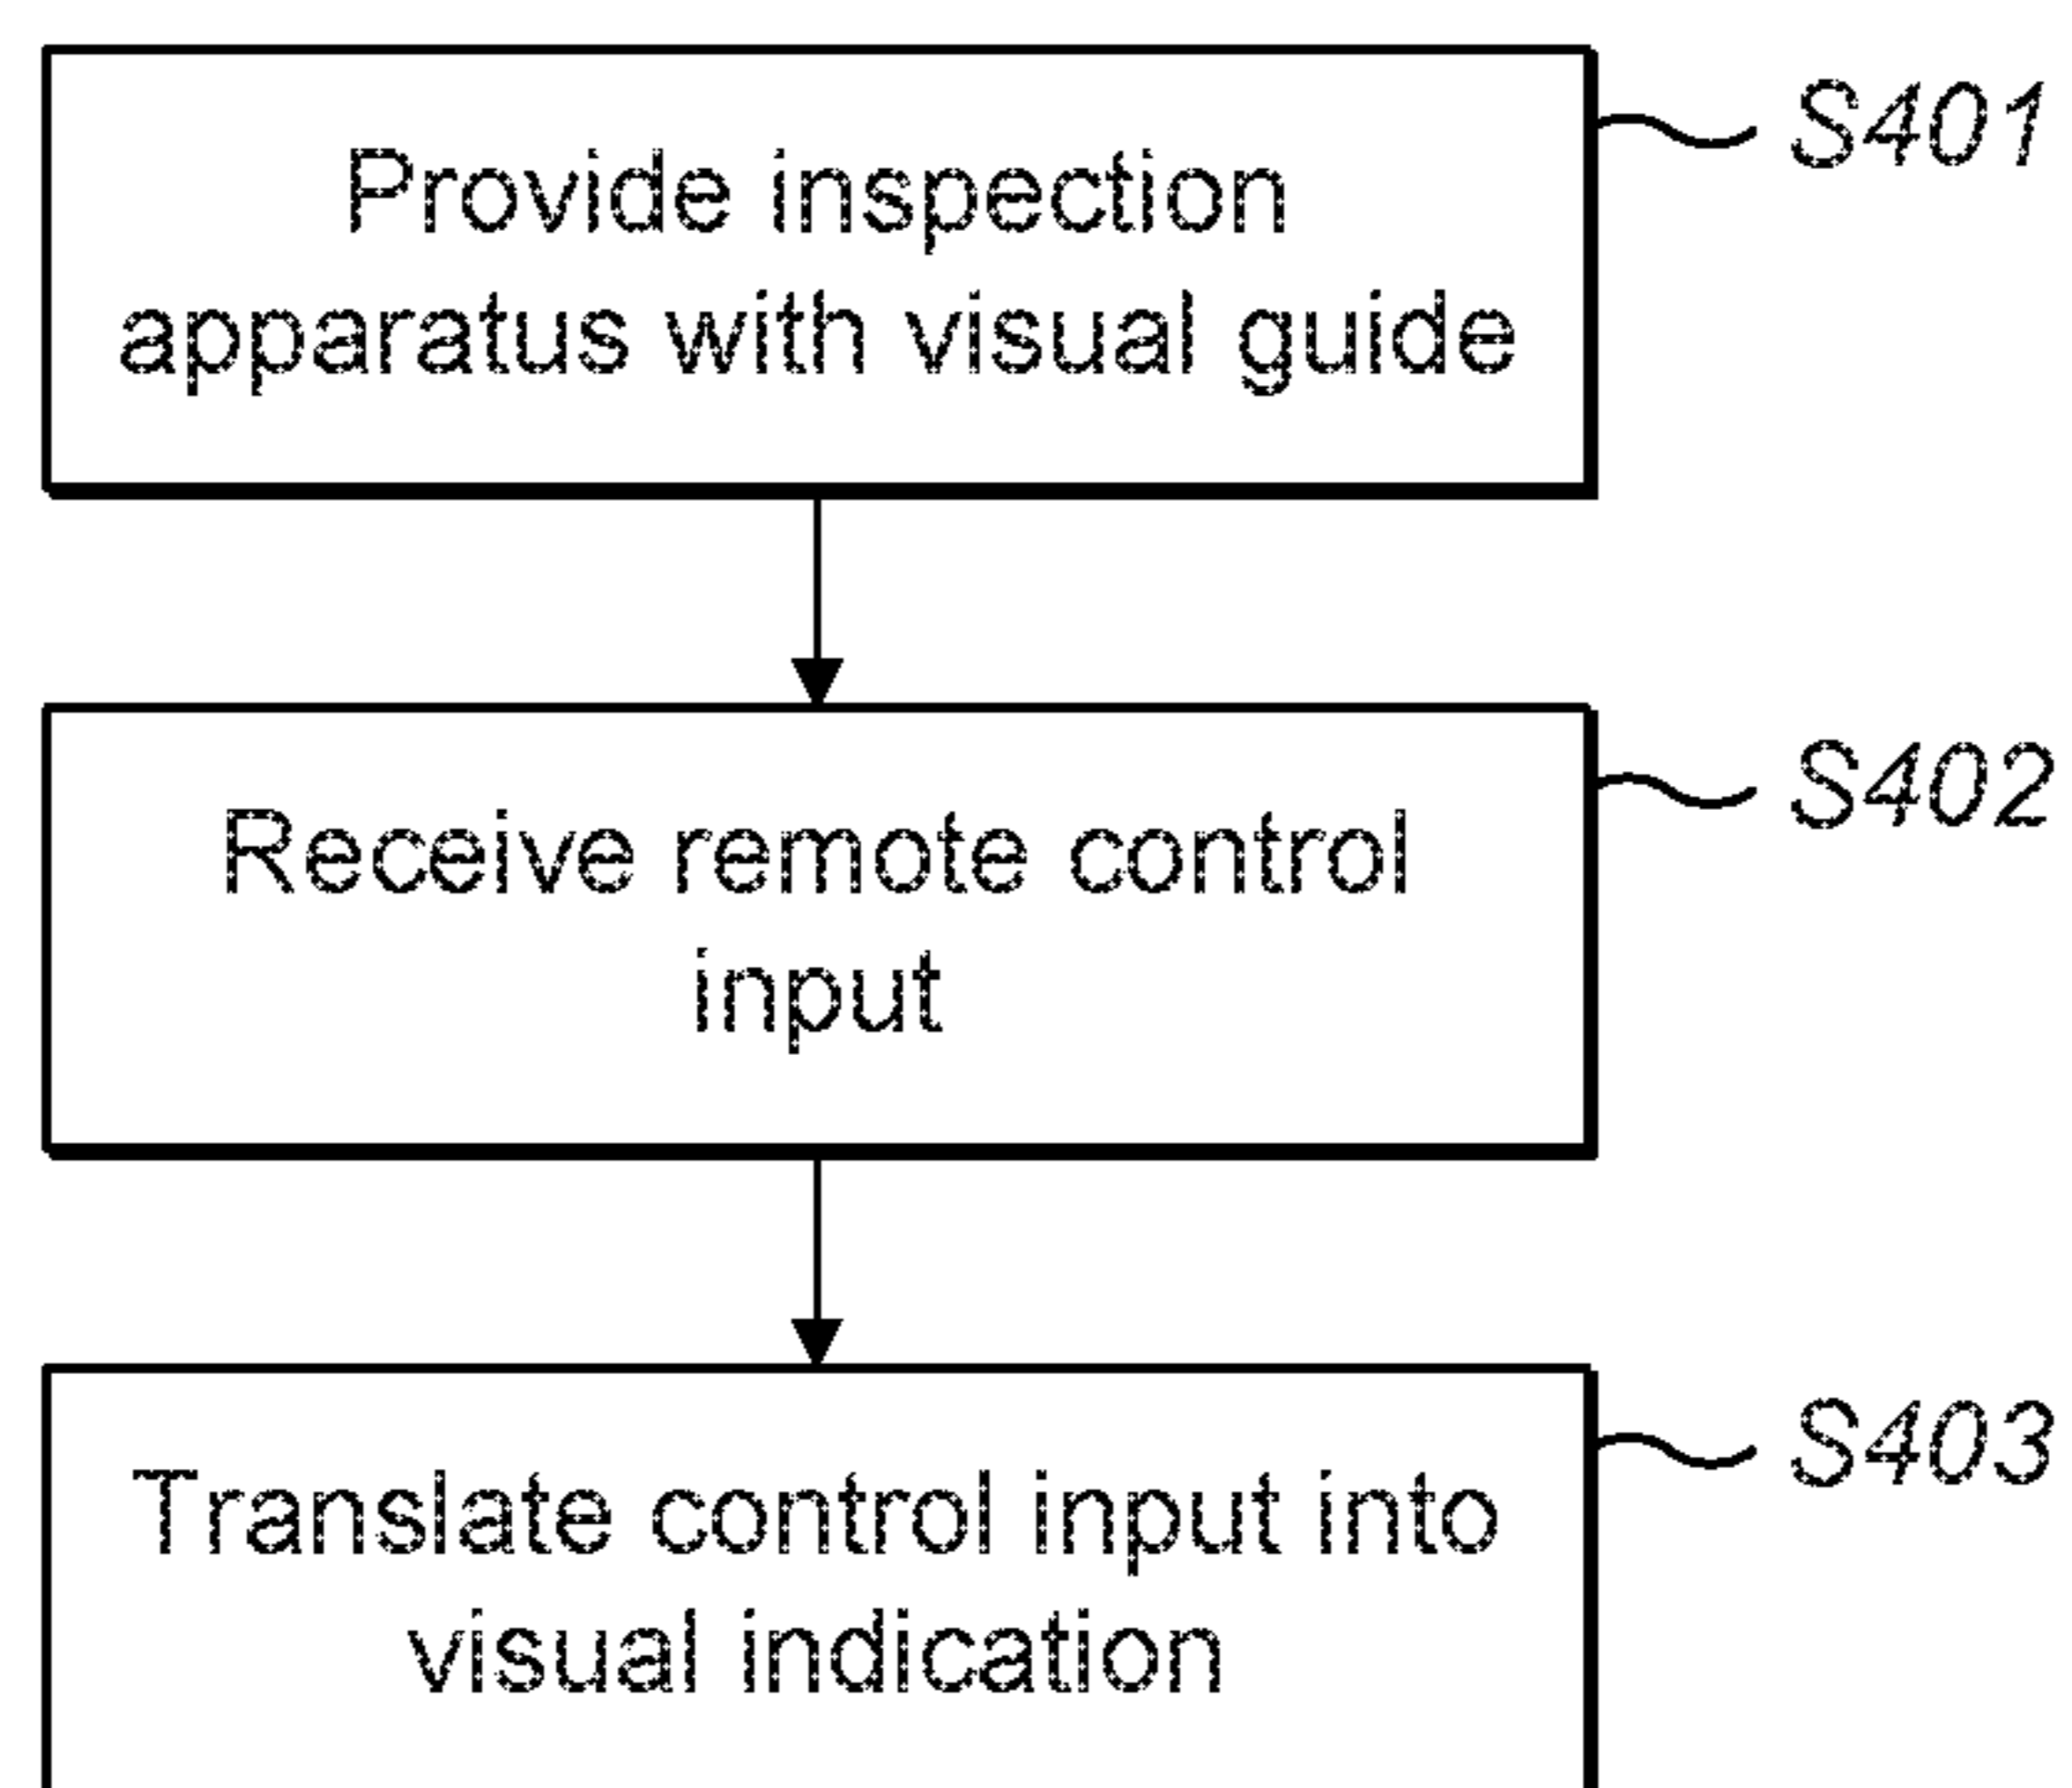 Provide inspection
apparatus with visual guide
S401
Receive remote control
input
S402
Translate control input into
visual indication
S403